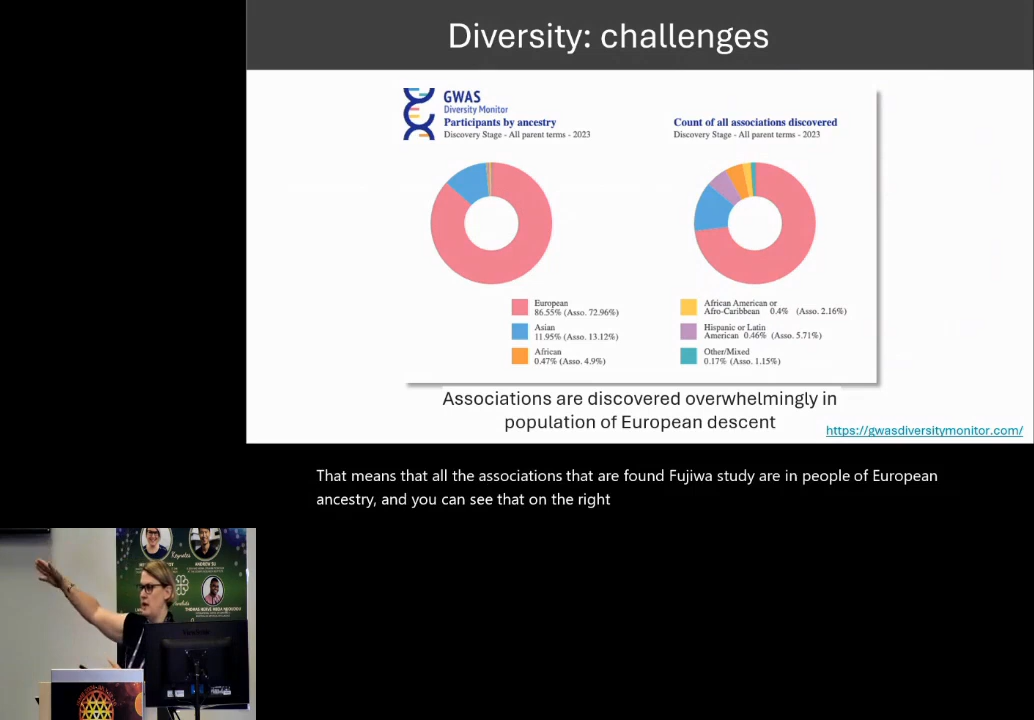 Diversity: challenges
GWAS
Diversity Monitor
Participants by ancestry
Discovery Stage - All parent terms - 2023
Count of all associations discovered
Discovery Stage - All parent terms - 2023
European
86.55% (Asso. 72.96%)
Asian
11.95% (Asso. 13.12%)
African
0.47% (Asso. 4.9%)
African American or
Afro-Caribbean 0.4% (Asso. 2.16%)
Hispanic or Latin
American 0.46% (Asso. 5.71%)
Other/Mixed
0.17% (Asso. 1.15%)
Associations are discovered overwhelmingly in
population of European descent
https://gwasdiversitymonitor.com/
That means that all the associations that are found Fujiwa study are in people of European
ancestry, and you can see that on the right
Keynotes
ANDREW SU